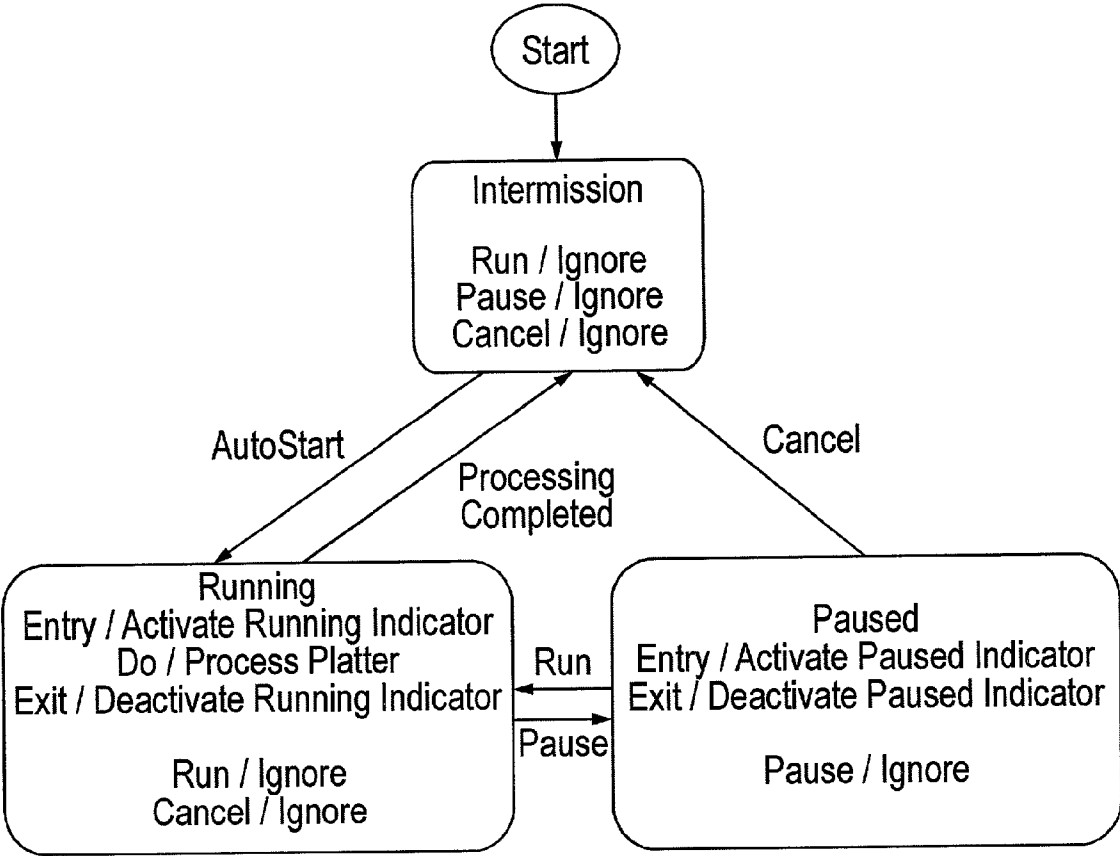 Start
Intermission
Run / Ignore
Pause / Ignore
Cancel / Ignore
AutoStart
Processing
Completed
Cancel
Running
Entry / Activate Running Indicator
Do / Process Platter
Exit / Deactivate Running Indicator
Run / Ignore
Cancel / Ignore
Run
Pause
Paused
Entry / Activate Paused Indicator
Exit / Deactivate Paused Indicator
Pause / Ignore